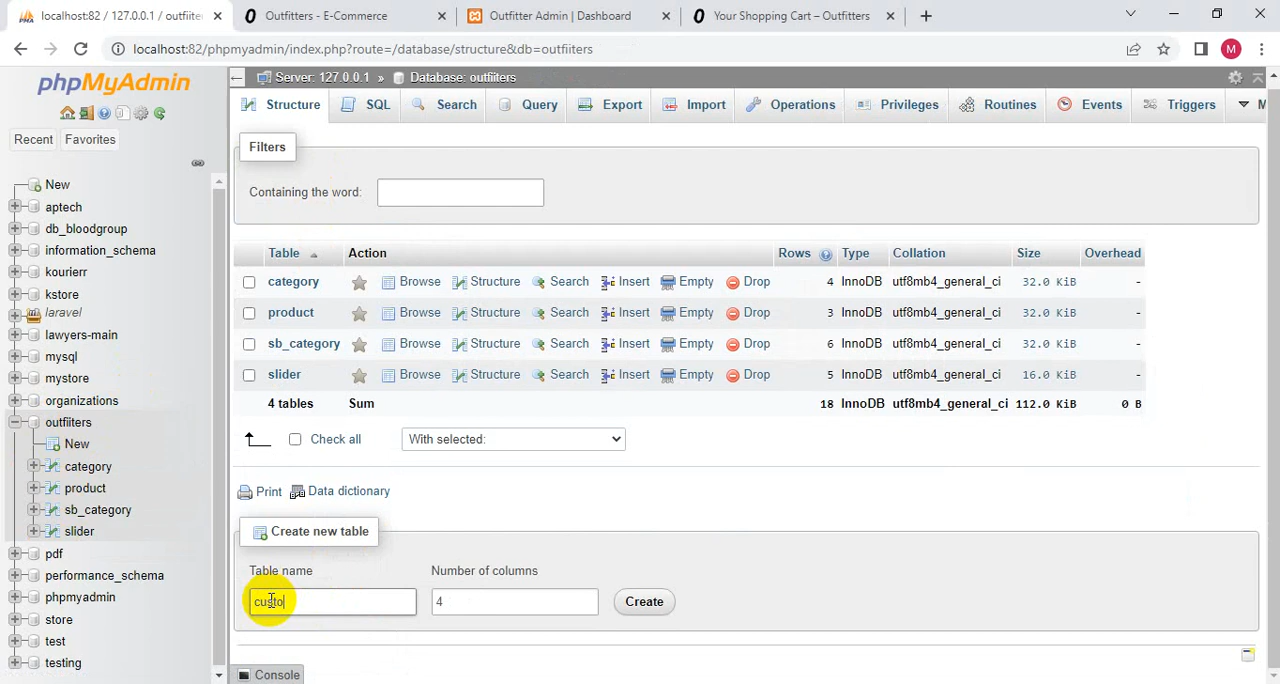 localhost:82 / 127.0.0.1 / outfiiter
Outfitters - E-Commerce
Outfitter Admin | Dashboard
Your Shopping Cart – Outfitters
localhost:82/phpmyadmin/index.php?route=/database/structure&db=outfiiters
M
phpMyAdmin
Server: 127.0.0.1 » Database: outfiiters
Structure SQL Search Query Export Import Operations Privileges Routines Events Triggers M
Recent Favorites
New
aptech
db_bloodgroup
information_schema
kourierr
kstore
laravel
lawyers-main
mysql
mystore
organizations
outfiiters
New
category
product
sb_category
slider
pdf
performance_schema
phpmyadmin
store
test
testing
Filters
Containing the word:
Table Action Rows Type Collation Size Overhead
category Browse Structure Search Insert Empty Drop 4 InnoDB utf8mb4_general_ci 32.0 KiB -
product Browse Structure Search Insert Empty Drop 3 InnoDB utf8mb4_general_ci 32.0 KiB -
sb_category Browse Structure Search Insert Empty Drop 6 InnoDB utf8mb4_general_ci 32.0 KiB -
slider Browse Structure Search Insert Empty Drop 5 InnoDB utf8mb4_general_ci 16.0 KiB -
4 tables Sum 18 InnoDB utf8mb4_general_ci 112.0 KiB 0 B
Check all With selected:
Print Data dictionary
Create new table
Table name Number of columns
custo 4 Create
Console